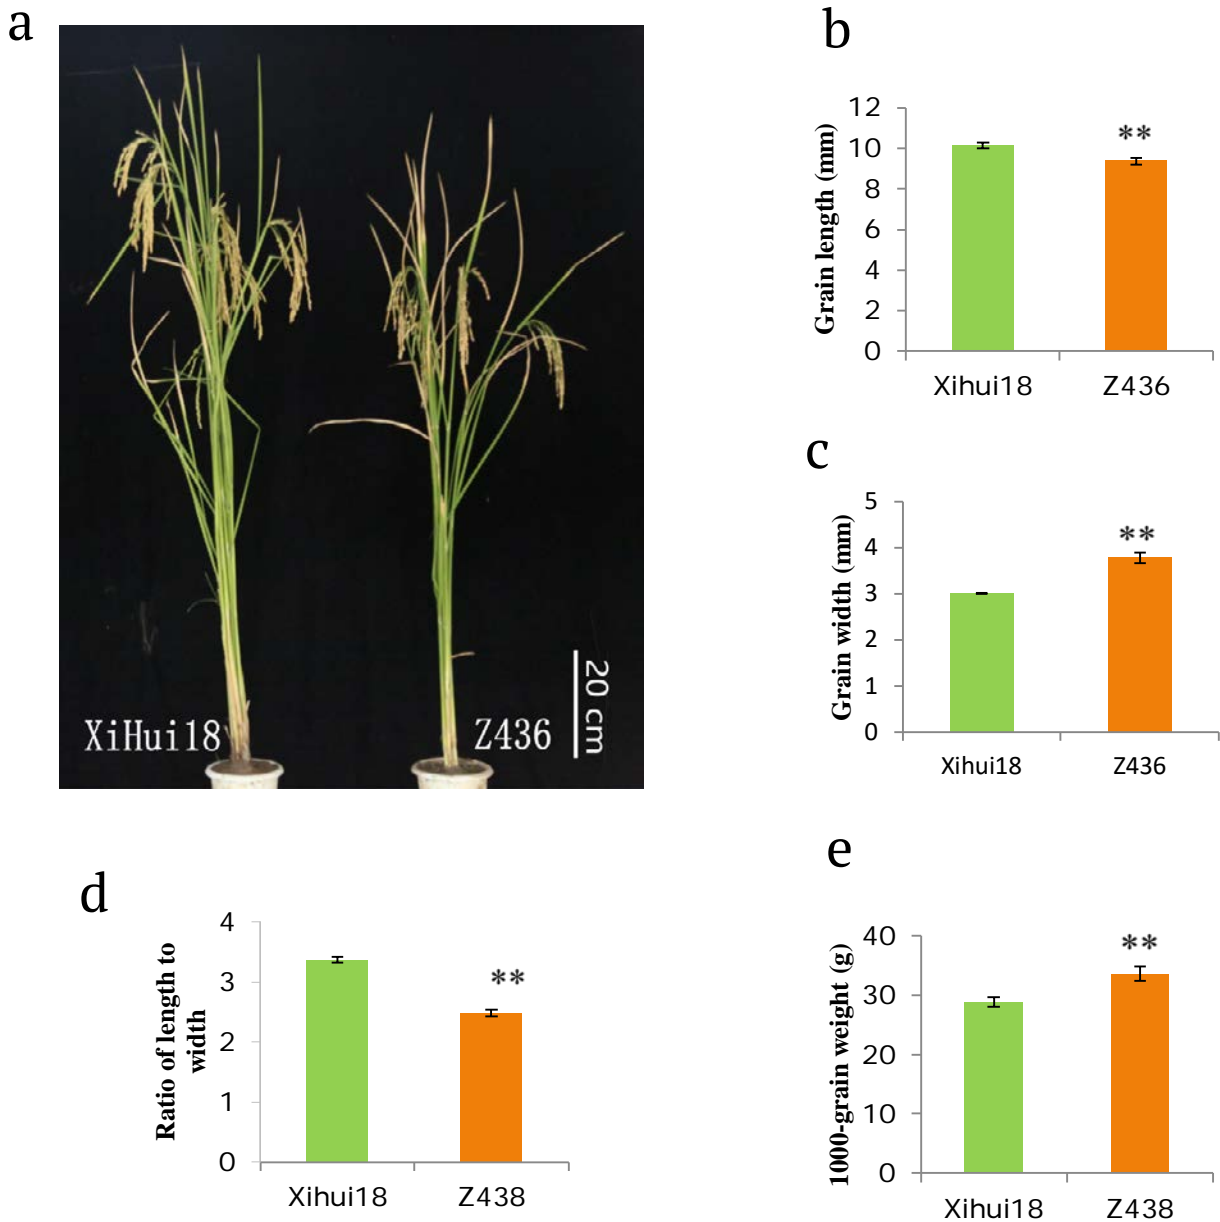 a
XiHui18
Z436
20 cm
b
Grain length (mm)
12
10
8
6
4
2
0
**
Xihui18
Z436
c
Grain width (mm)
5
4
3
2
1
0
**
Xihui18
Z436
d
Ratio of length to
width
4
3
2
1
0
**
Xihui18
Z438
e
1000-grain weight (g)
40
30
20
10
0
**
Xihui18
Z438